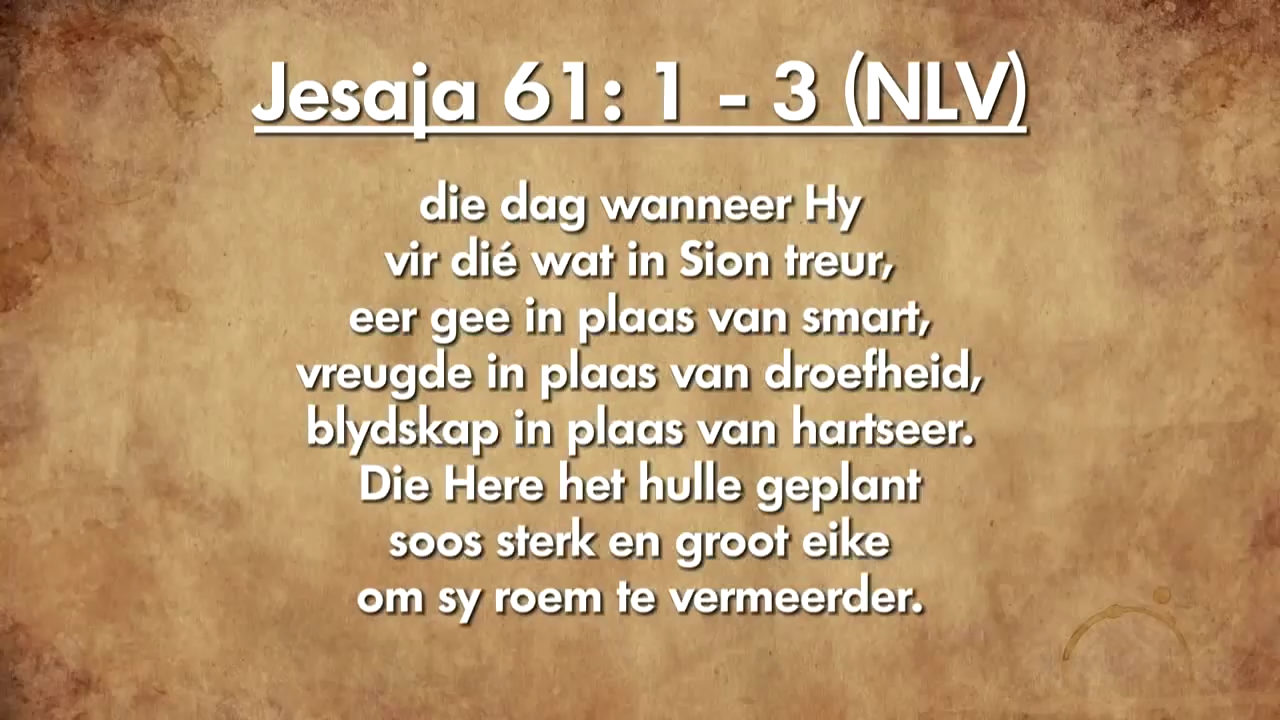 Jesaja 61: 1 - 3 (NLV)
die dag wanneer Hy
vir dié wat in Sion treur,
eer gee in plaas van smart,
vreugde in plaas van droefheid,
blydskap in plaas van hartseer.
Die Here het hulle geplant
soos sterk en groot eike
om sy roem te vermeerder.